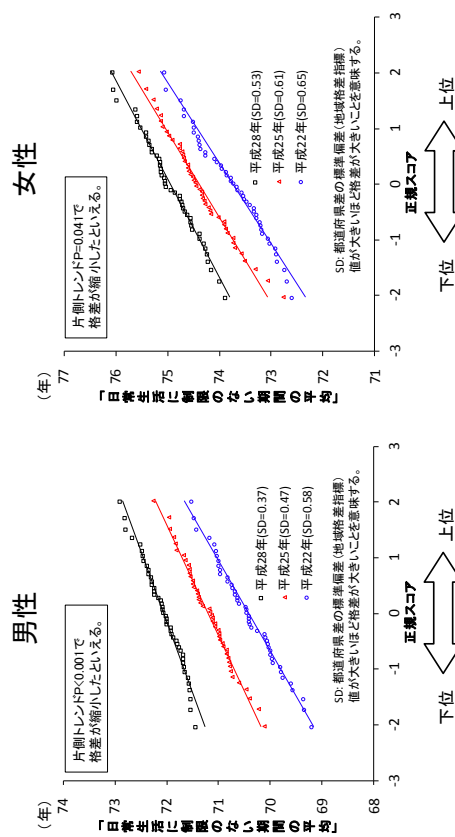 男性
片側トレンドP<0.001で
格差が縮小したといえる。
(年)
「日常生活に制限のない期間の平均」
74
73
72
71
70
69
68
-3
-2
-1
0
1
2
3
平成28年(SD=0.37)
平成25年(SD=0.47)
平成22年(SD=0.58)
SD: 都道府県差の標準偏差(地域格差指標)
値が大きいほど格差が大きいことを意味する。
正規スコア
下位
上位
女性
片側トレンドP=0.041で
格差が縮小したといえる。
(年)
「日常生活に制限のない期間の平均」
77
76
75
74
73
72
71
-3
-2
-1
0
1
2
3
平成28年(SD=0.53)
平成25年(SD=0.61)
平成22年(SD=0.65)
SD: 都道府県差の標準偏差(地域格差指標)
値が大きいほど格差が大きいことを意味する。
正規スコア
下位
上位